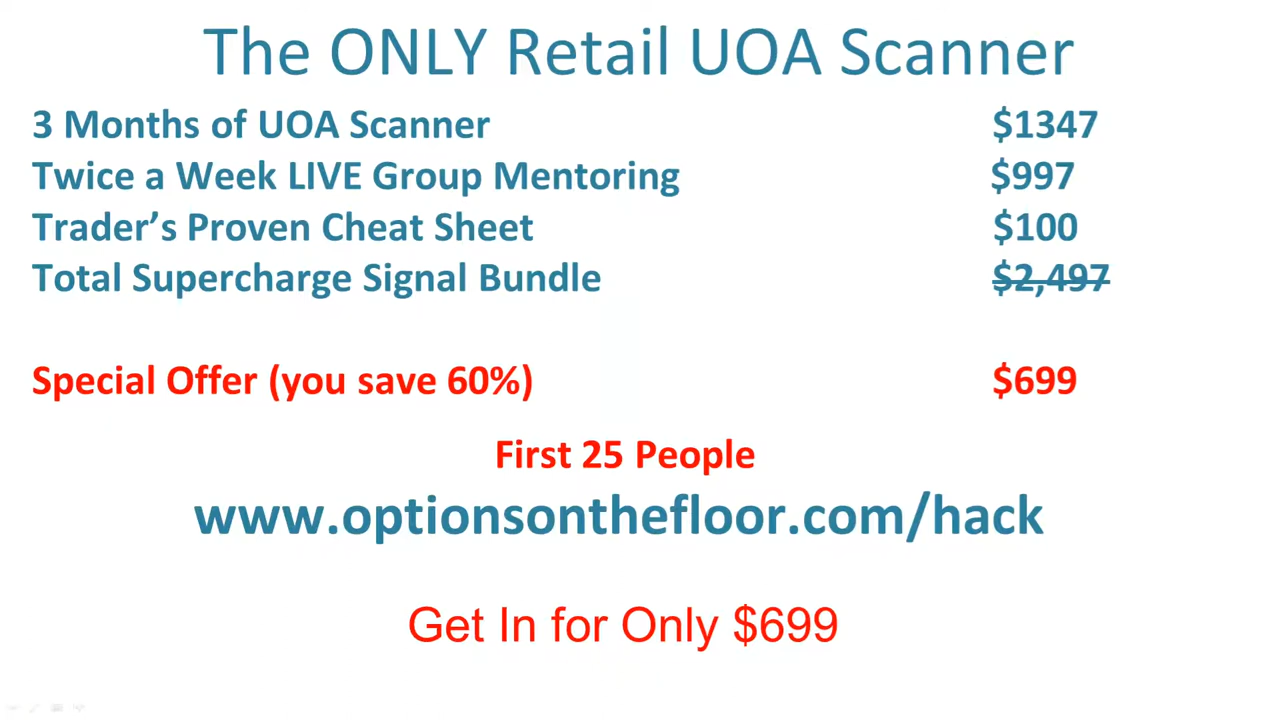 The ONLY Retail UOA Scanner
3 Months of UOA Scanner $1347
Twice a Week LIVE Group Mentoring $997
Trader’s Proven Cheat Sheet $100
Total Supercharge Signal Bundle $2,497
Special Offer (you save 60%) $699
First 25 People
www.optionsonthefloor.com/hack
Get In for Only $699